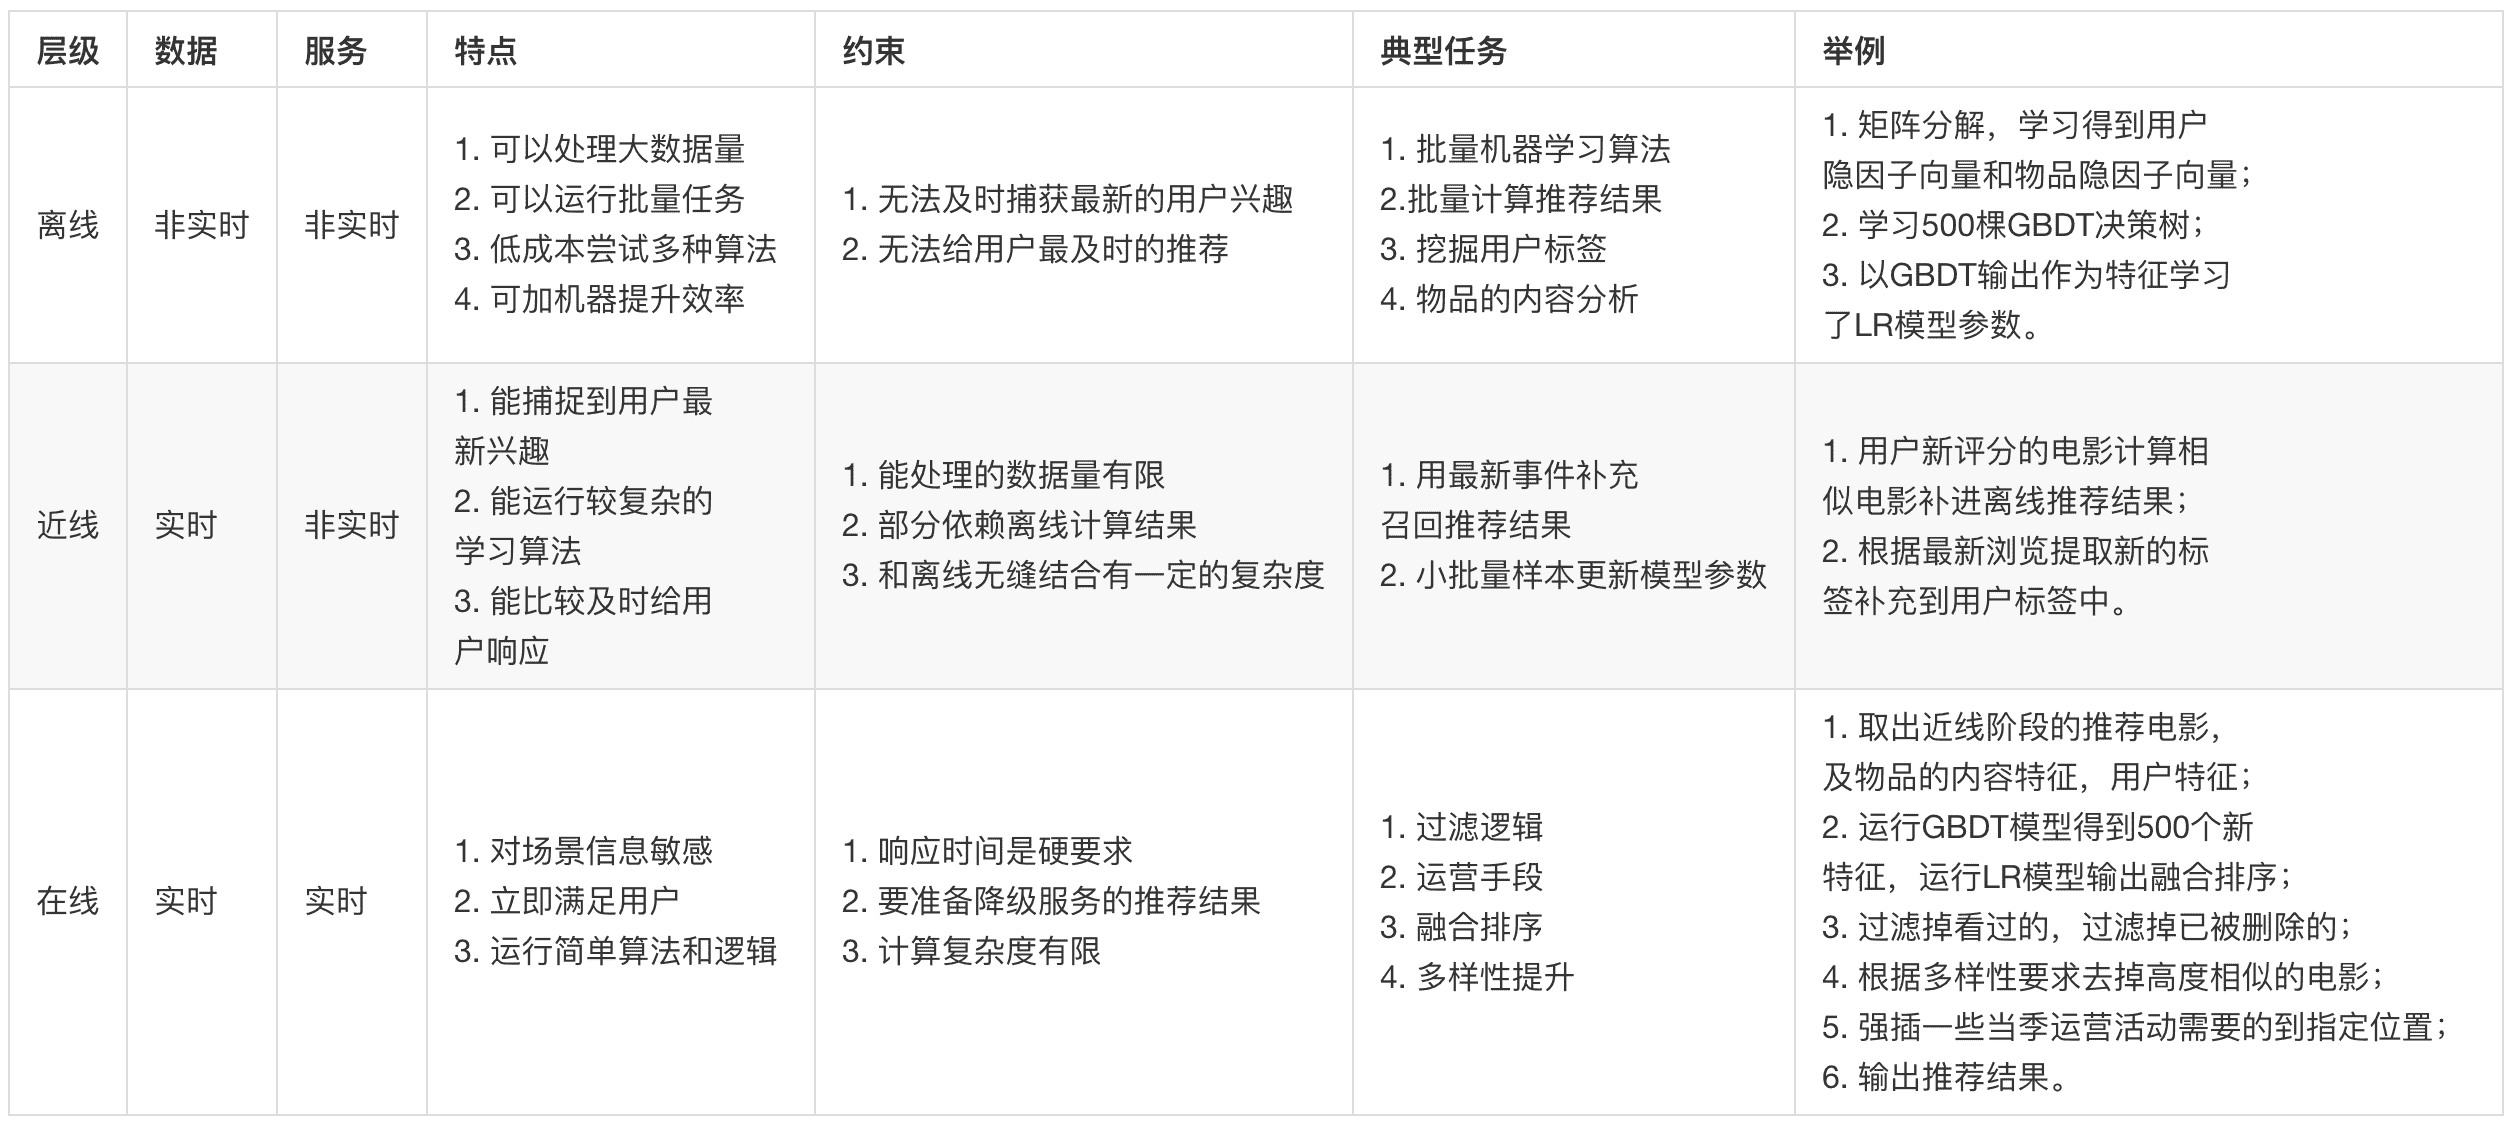 层级 数据 服务 特点 约束 典型任务 举例
离线
非实时
非实时
1. 可以处理大数据量
2. 可以运行批量任务
3. 低成本尝试多种算法
4. 可加机器提升效率
1. 无法及时捕获最新的用户兴趣
2. 无法给用户最及时的推荐
1. 批量机器学习算法
2.批量计算推荐结果
3. 挖掘用户标签
4. 物品的内容分析
1. 矩阵分解，学习得到用户
隐因子向量和物品隐因子向量；
2. 学习500棵GBDT决策树；
3. 以GBDT输出作为特征学习
了LR模型参数。
近线
实时
非实时
1. 能捕捉到用户最
新兴趣
2. 能运行较复杂的
学习算法
3. 能比较及时给用
户响应
1. 能处理的数据量有限
2. 部分依赖离线计算结果
3. 和离线无缝结合有一定的复杂度
1. 用最新事件补充
召回推荐结果
2. 小批量样本更新模型参数
1. 用户新评分的电影计算相
似电影补进离线推荐结果；
2. 根据最新浏览提取新的标
签补充到用户标签中。
在线
实时
实时
1. 对场景信息敏感
2. 立即满足用户
3. 运行简单算法和逻辑
1. 响应时间是硬要求
2. 要准备降级服务的推荐结果
3. 计算复杂度有限
1. 过滤逻辑
2. 运营手段
3. 融合排序
4. 多样性提升
1. 取出近线阶段的推荐电影，
及物品的内容特征，用户特征；
2. 运行GBDT模型得到500个新
特征，运行LR模型输出融合排序；
3. 过滤掉看过的，过滤掉已被删除的；
4. 根据多样性要求去掉高度相似的电影；
5. 强插一些当季运营活动需要的到指定位置；
6. 输出推荐结果。